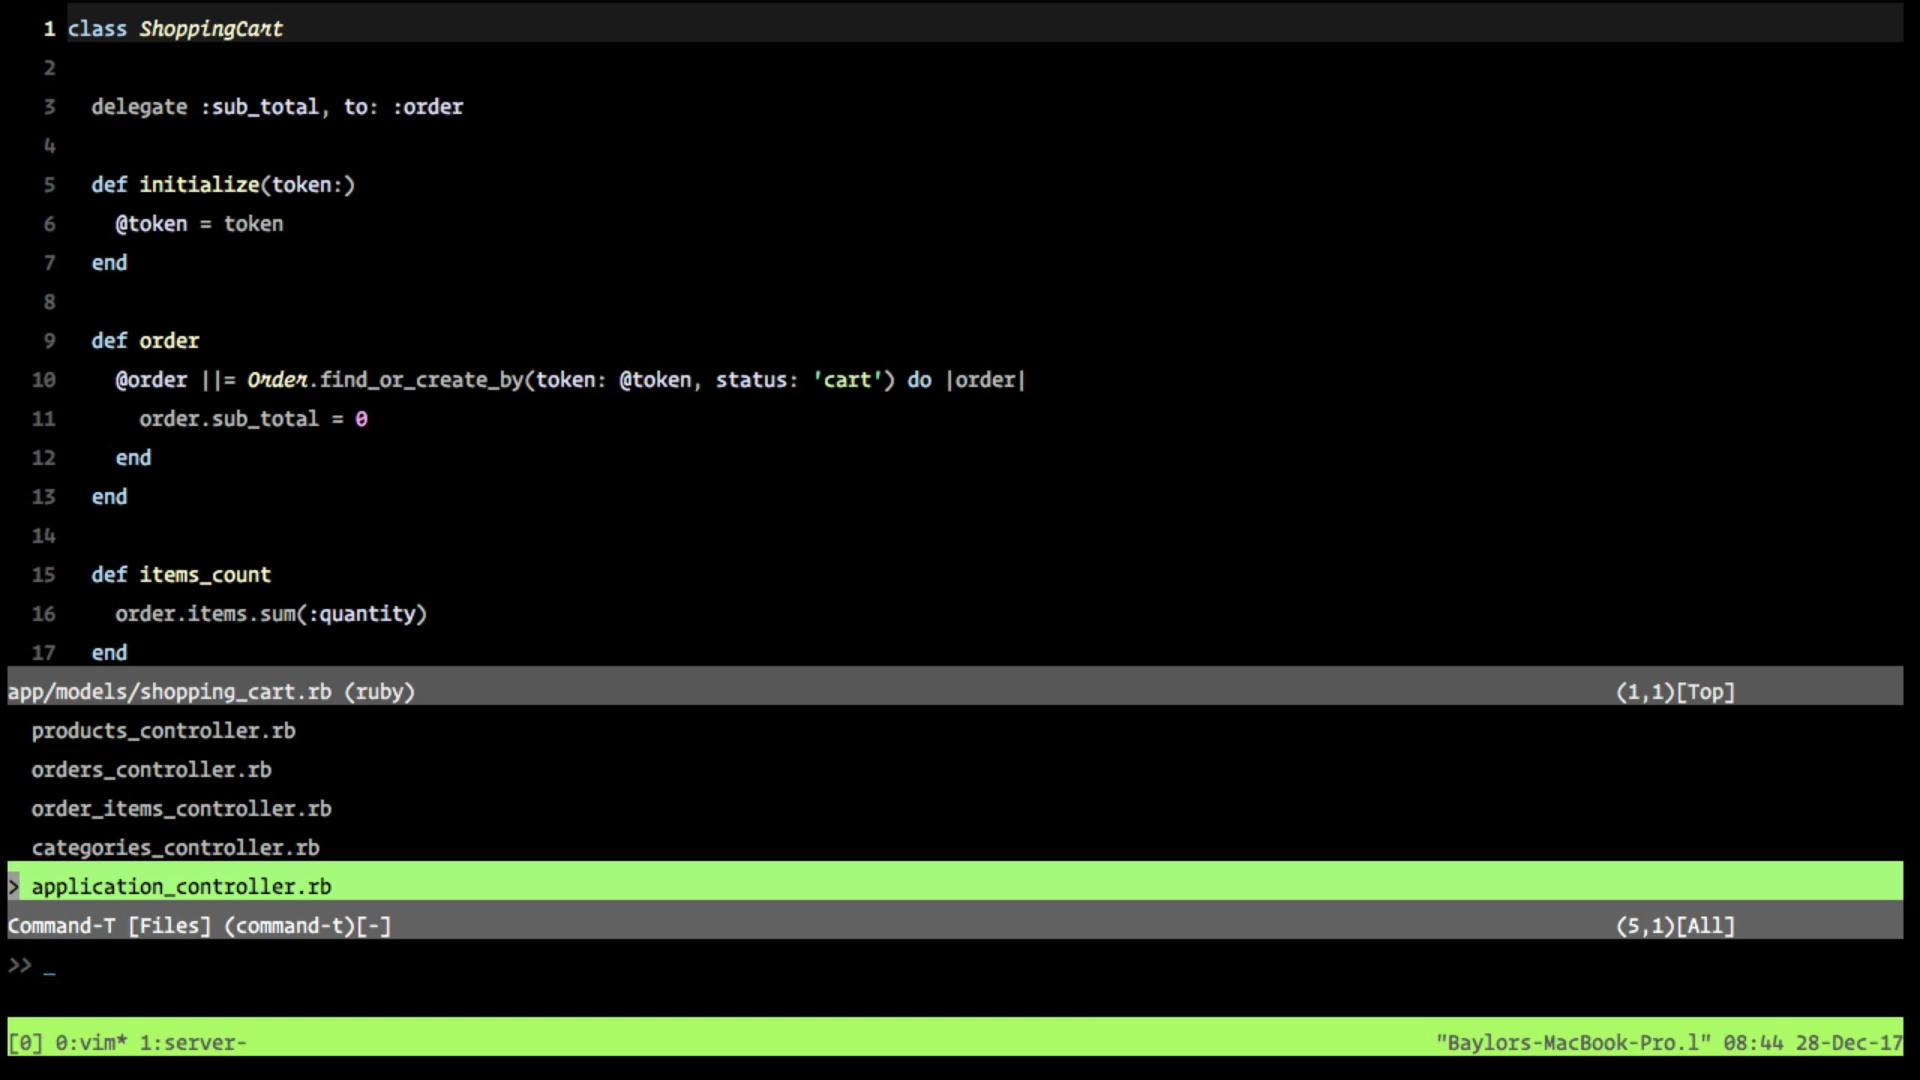 1 class ShoppingCart
2
3   delegate :sub_total, to: :order
4
5   def initialize(token:)
6     @token = token
7   end
8
9   def order
10     @order ||= Order.find_or_create_by(token: @token, status: 'cart') do |order|
11       order.sub_total = 0
12     end
13   end
14
15   def items_count
16     order.items.sum(:quantity)
17   end
app/models/shopping_cart.rb (ruby) (1,1)[Top]
products_controller.rb
orders_controller.rb
order_items_controller.rb
categories_controller.rb
> application_controller.rb
Command-T [Files] (command-t)[-] (5,1)[All]
>> _
[0] 0:vim* 1:server- "Baylors-MacBook-Pro.l" 08:44 28-Dec-17